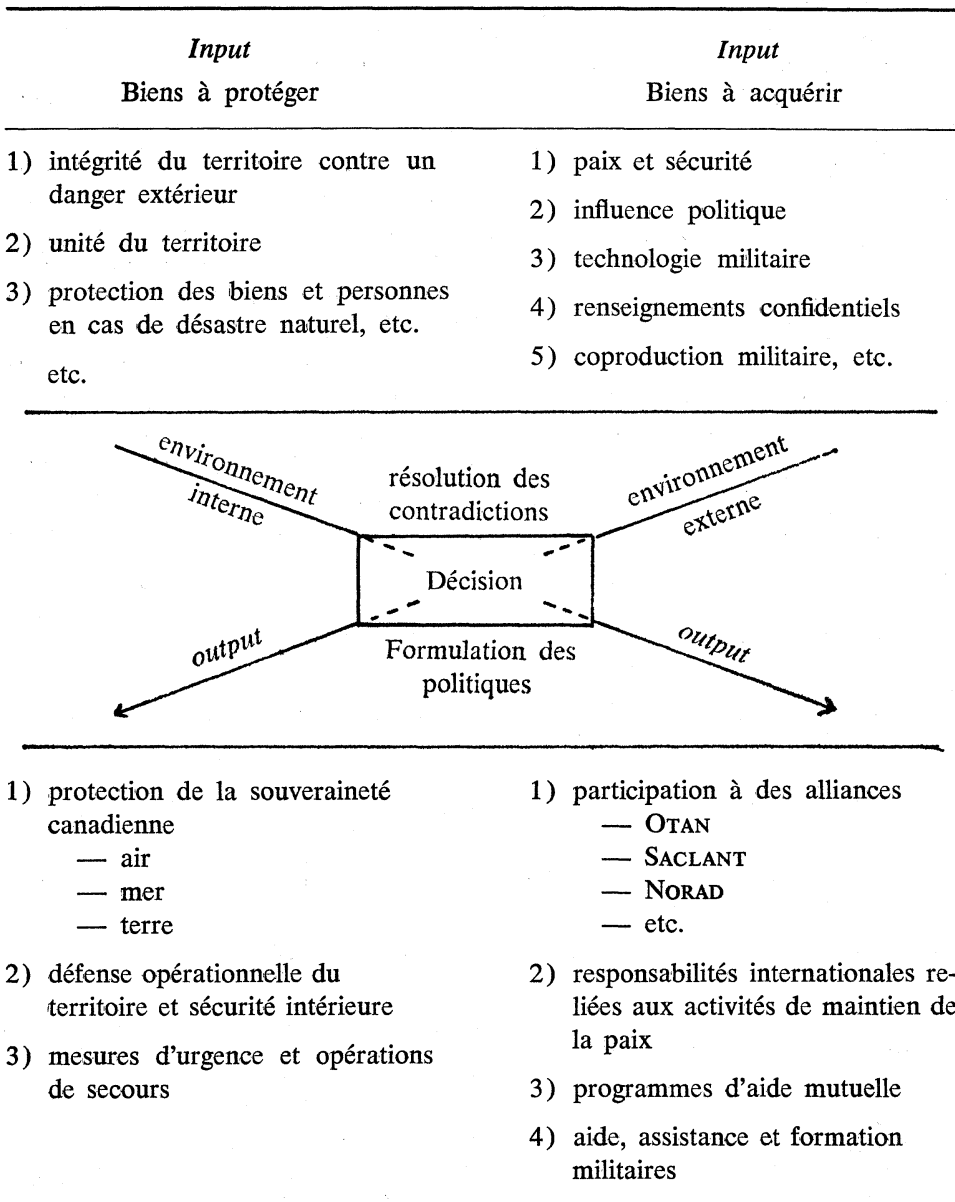 Input
Biens à protéger
1) intégrité du territoire contre un
danger extérieur
2) unité du territoire
3) protection des biens et personnes
en cas de désastre naturel, etc.
etc.
Input
Biens à acquérir
1) paix et sécurité
2) influence politique
3) technologie militaire
4) renseignements confidentiels
5) coproduction militaire, etc.
environnement
interne
résolution des
contradictions
environnement
externe
Décision
output
Formulation des
politiques
output
1) protection de la souveraineté
canadienne
— air
— mer
— terre
2) défense opérationnelle du
territoire et sécurité intérieure
3) mesures d'urgence et opérations
de secours
1) participation à des alliances
— OTAN
— SACLANT
— NORAD
— etc.
2) responsabilités internationales re-
liées aux activités de maintien de
la paix
3) programmes d'aide mutuelle
4) aide, assistance et formation
militaires